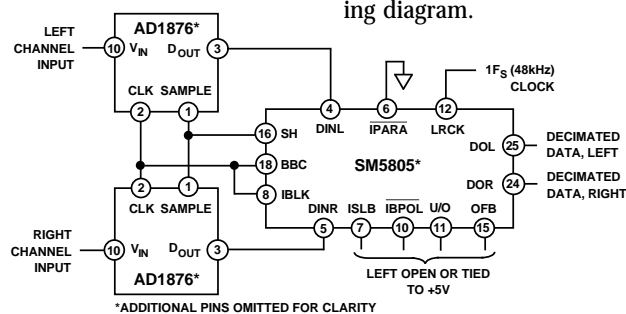 ing diagram.
LEFT
CHANNEL
INPUT
AD1876*
10 VIN DOUT 3
CLK SAMPLE
2 1
1FS (48kHz)
CLOCK
4 6 12
DINL IPARA LRCK
16 SH
18 BBC
8 IBLK
SM5805*
DOL 25
DECIMATED
DATA, LEFT
DOR 24
DECIMATED
DATA, RIGHT
DINR ISLB IBPOL U/O OFB
5 7 10 11 15
LEFT OPEN OR TIED
TO +5V
2 1
CLK SAMPLE
RIGHT
CHANNEL
INPUT
10 VIN DOUT 3
AD1876*
*ADDITIONAL PINS OMITTED FOR CLARITY